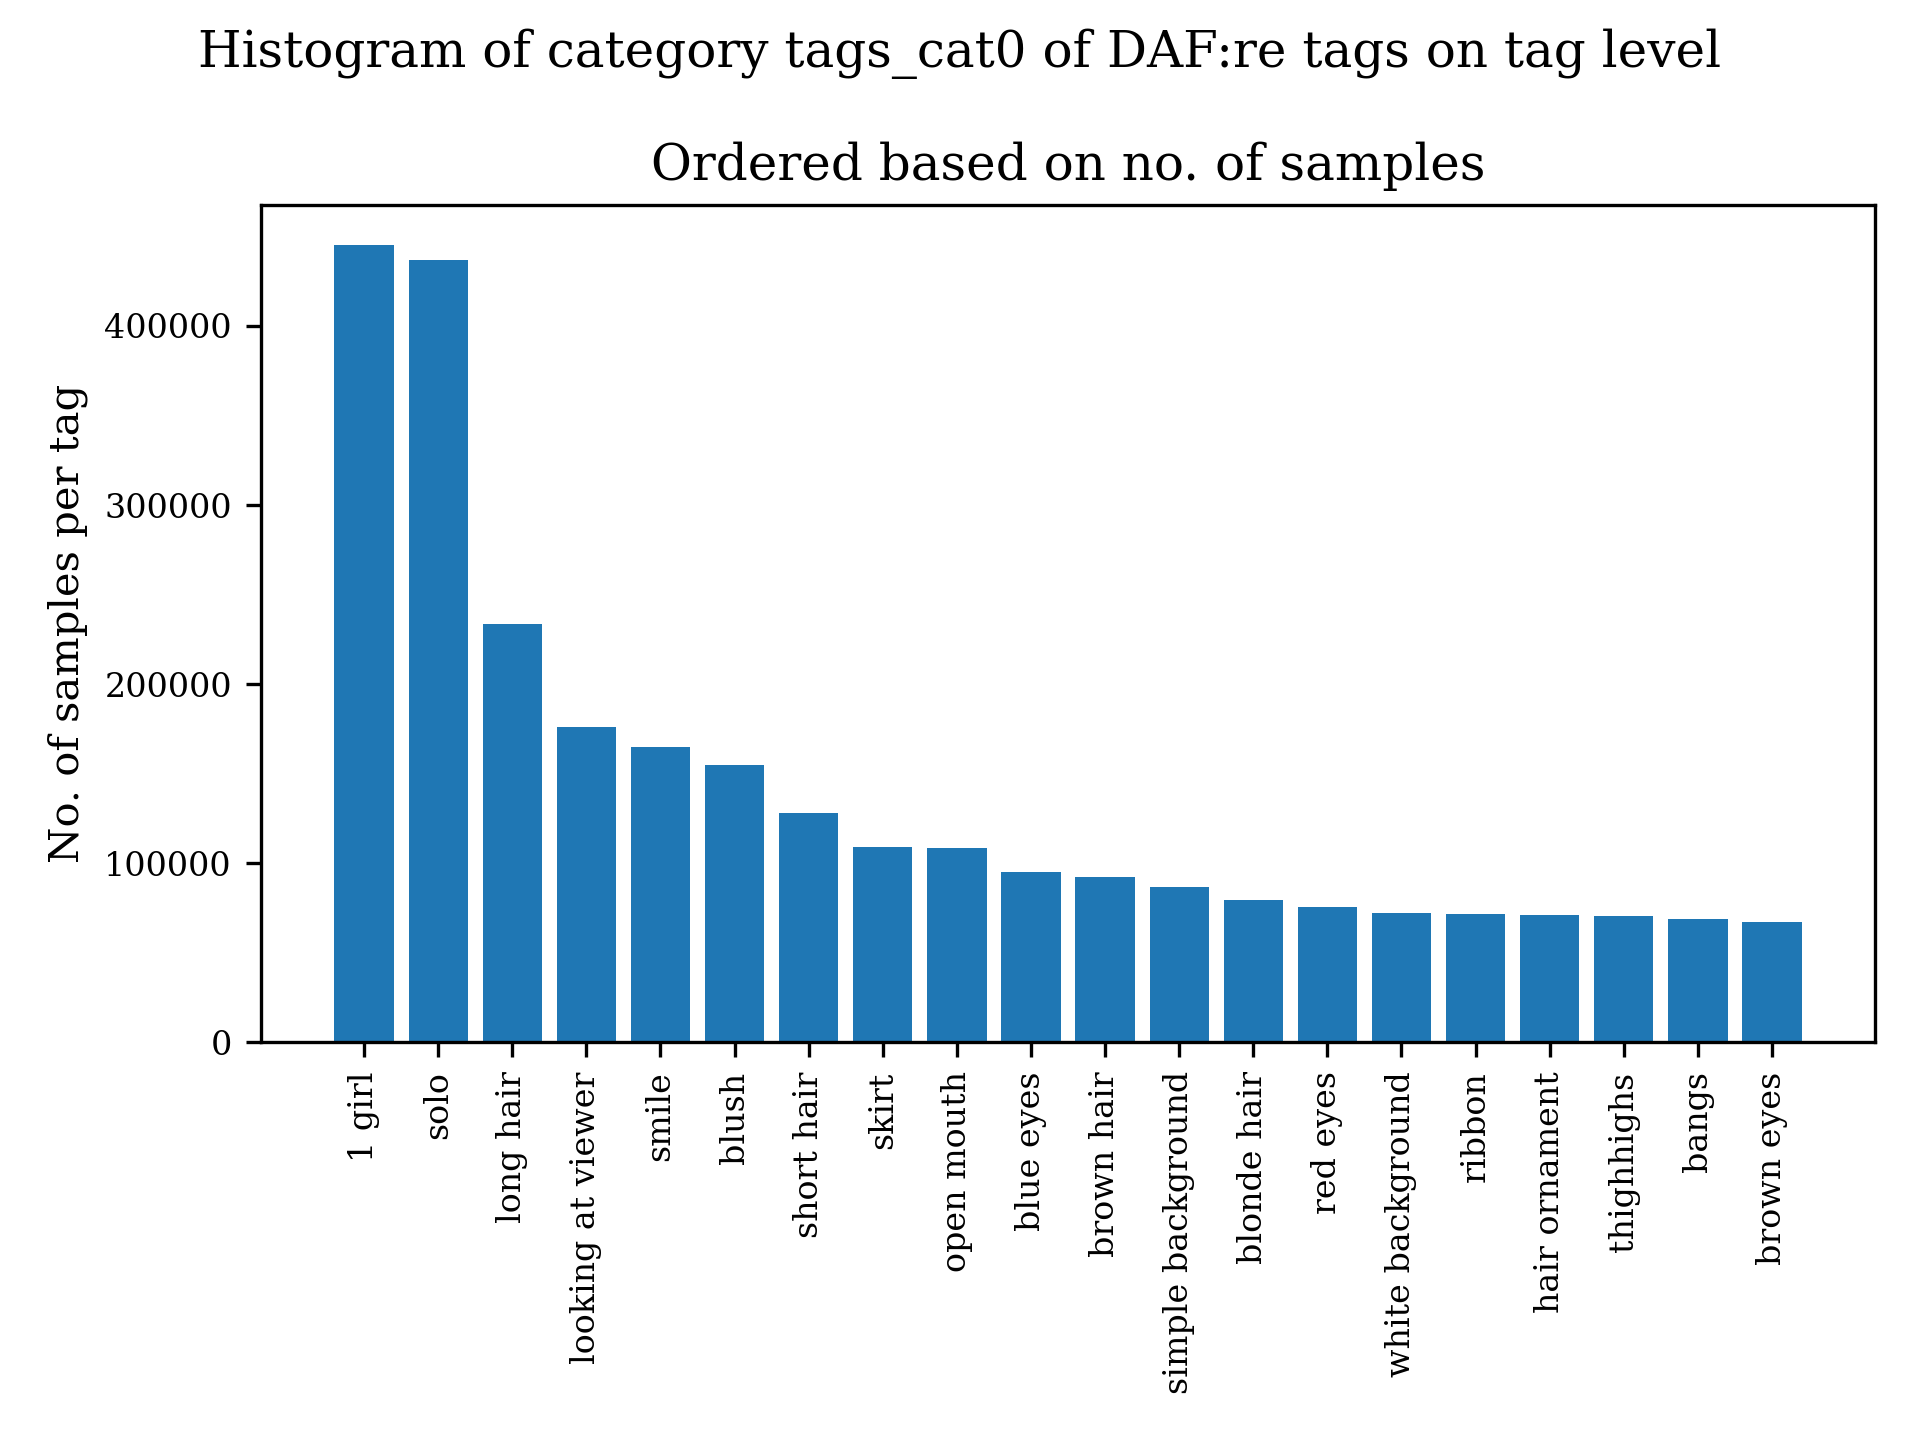 Histogram of category tags_cat0 of DAF:re tags on tag level
Ordered based on no. of samples
No. of samples per tag
400000
300000
200000
100000
0
1 girl
solo
long hair
looking at viewer
smile
blush
short hair
skirt
open mouth
blue eyes
brown hair
simple background
blonde hair
red eyes
white background
ribbon
hair ornament
thighhighs
bangs
brown eyes